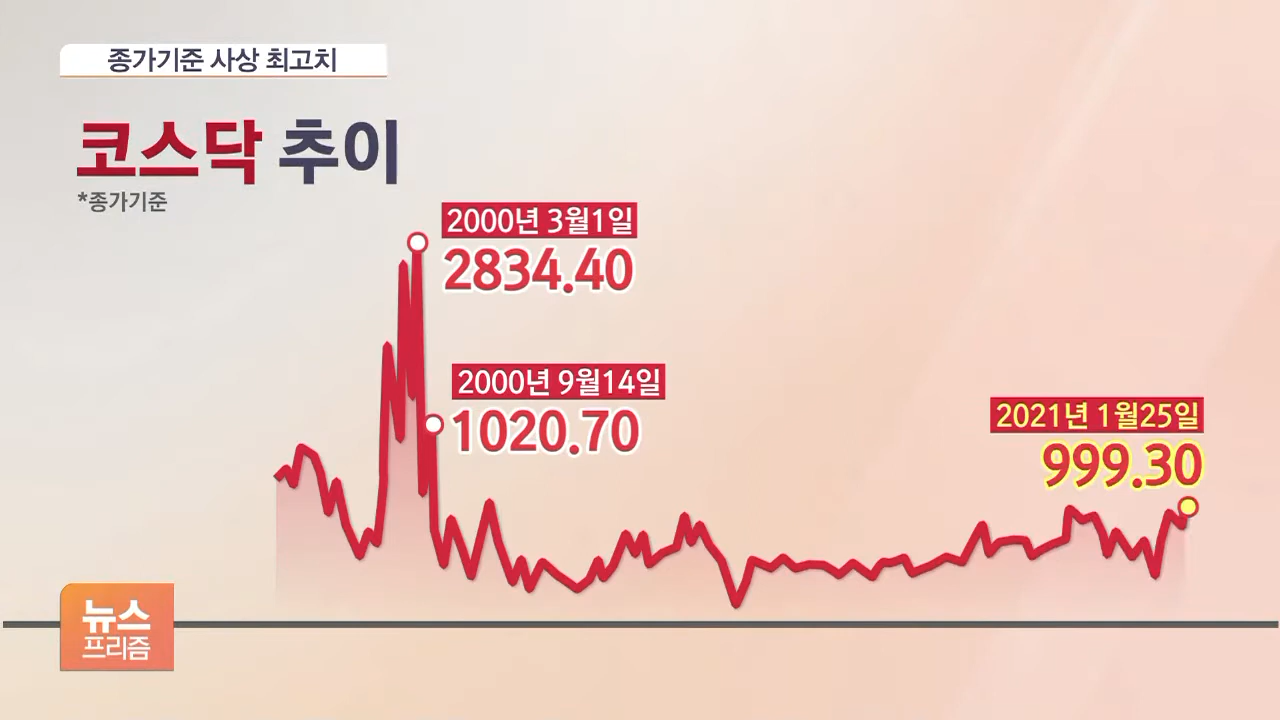 종가기준 사상 최고치
코스닥 추이
*종가기준
2000년 3월1일
2834.40
2000년 9월14일
1020.70
2021년 1월25일
999.30
뉴스
프리즘